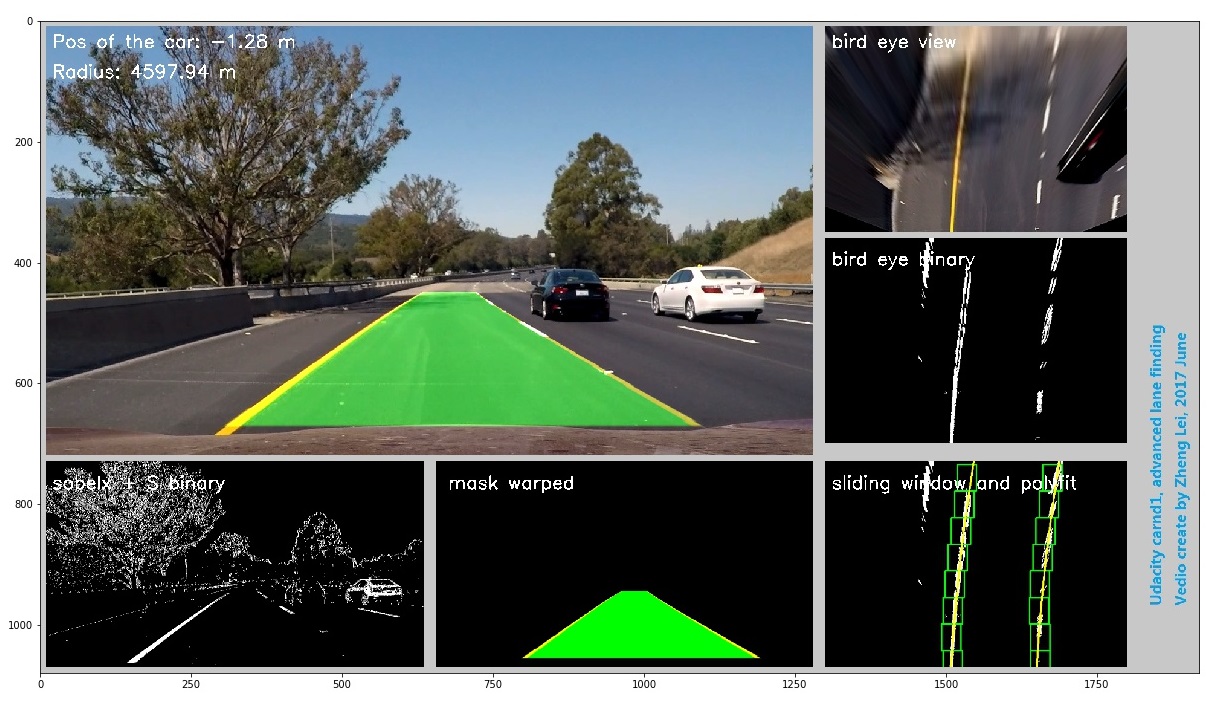 Pos of the car: -1.28 m
Radius: 4597.94 m
bird eye view
bird eye binary
sobelx + S binary
mask warped
sliding window and polyfit
Udacity carnd1, advanced lane finding
Vedio create by Zheng Lei, 2017 June
0
200
400
600
800
1000
0
250
500
750
1000
1250
1500
1750